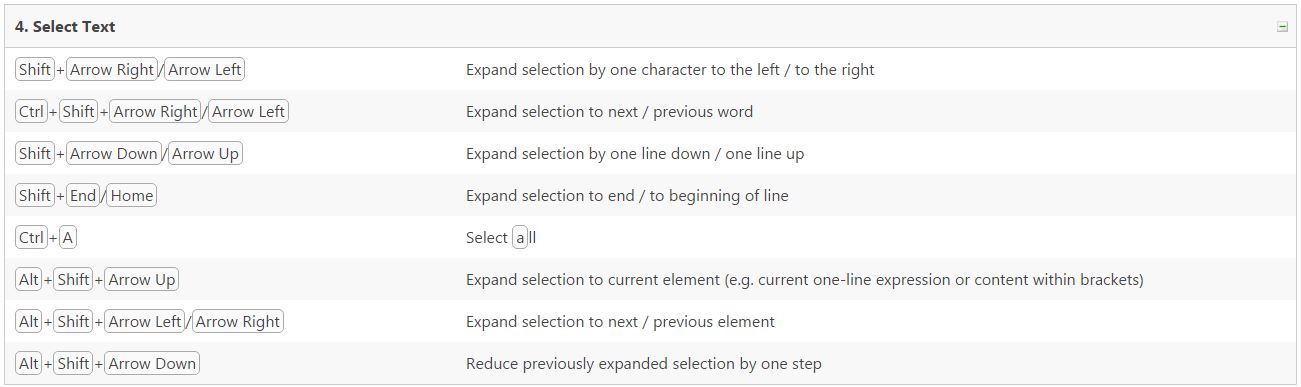 4. Select Text
Shift+Arrow Right/Arrow Left Expand selection by one character to the left / to the right
Ctrl+Shift+Arrow Right/Arrow Left Expand selection to next / previous word
Shift+Arrow Down/Arrow Up Expand selection by one line down / one line up
Shift+End/Home Expand selection to end / to beginning of line
Ctrl+A Select all
Alt+Shift+Arrow Up Expand selection to current element (e.g. current one-line expression or content within brackets)
Alt+Shift+Arrow Left/Arrow Right Expand selection to next / previous element
Alt+Shift+Arrow Down Reduce previously expanded selection by one step